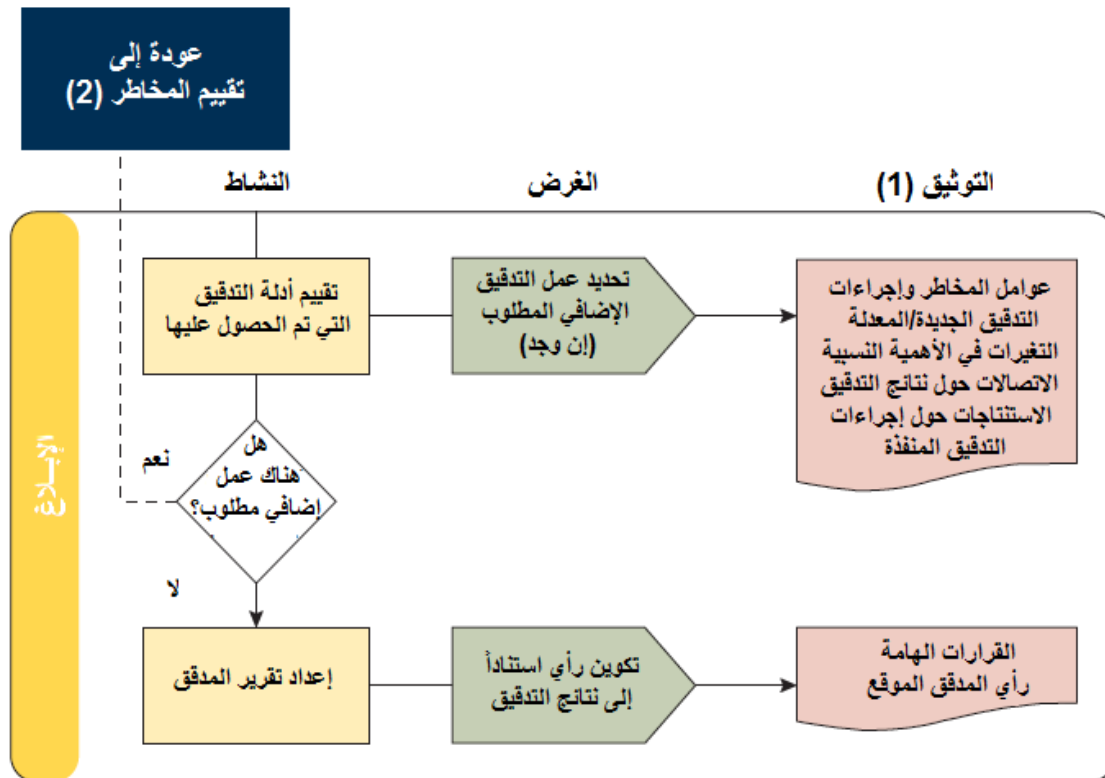 عودة إلى
تقييم المخاطر (2)
النشاط
الغرض
التوثيق (1)
الإبـلاغ
تقييم أدلة التدقيق
التي تم الحصول عليها
تحديد عمل التدقيق
الإضافي المطلوب
(إن وجد)
عوامل المخاطر وإجراءات
التدقيق الجديدة/المعدلة
التغيرات في الأهمية النسبية
الاتصالات حول نتائج التدقيق
الاستنتاجات حول إجراءات
التدقيق المنفذة
هل
هناك عمل
إضافي مطلوب؟
نعم
لا
إعداد تقرير المدقق
تكوين رأي استناداً
إلى نتائج التدقيق
القرارات الهامة
رأي المدقق الموقع